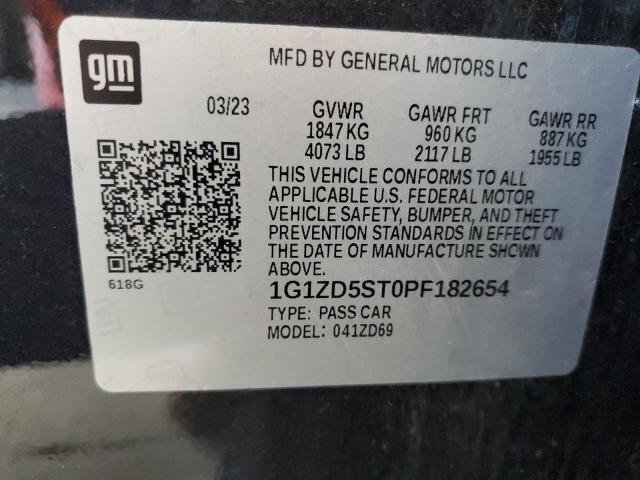 gm
MFD BY GENERAL MOTORS LLC
03/23
GVWR GAWR FRT GAWR RR
1847 KG 960 KG 887 KG
4073 LB 2117 LB 1955 LB
THIS VEHICLE CONFORMS TO ALL
APPLICABLE U.S. FEDERAL MOTOR
VEHICLE SAFETY, BUMPER, AND THEFT
PREVENTION STANDARDS IN EFFECT ON
THE DATE OF MANUFACTURE SHOWN
ABOVE.
618G
1G1ZD5ST0PF182654
TYPE: PASS CAR
MODEL: 041ZD69